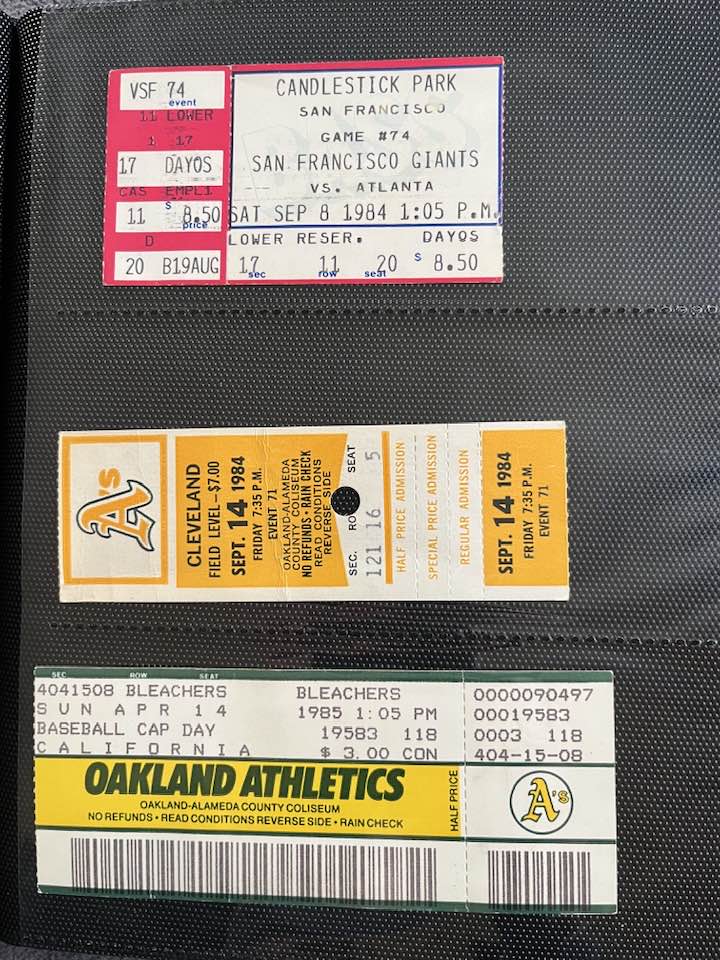 VSF 74
event
11 LOWER
1 17
17 DAYOS
CAS EMPL1
11 $ 8.50
price
D
20 B19AUG
CANDLESTICK PARK
SAN FRANCISCO
GAME #74
SAN FRANCISCO GIANTS
VS. ATLANTA
SAT SEP 8 1984 1:05 P.M.
LOWER RESER. DAYOS
17 11 20 $ 8.50
sec row seat
A's
CLEVELAND
FIELD LEVEL–$7.00
SEPT. 14 1984
FRIDAY 7:35 P.M.
EVENT 71
OAKLAND-ALAMEDA
COUNTY COLISEUM
NO REFUNDS • RAIN CHECK
READ CONDITIONS
REVERSE SIDE
SEC. RO SEAT
121 16 5
HALF PRICE ADMISSION
SPECIAL PRICE ADMISSION
REGULAR ADMISSION
SEPT. 14 1984
FRIDAY 7:35 P.M.
EVENT 71
SEC ROW SEAT
4041508 BLEACHERS BLEACHERS
SUN APR 14 1985 1:05 PM
BASEBALL CAP DAY 19583 118
CALIFORNIA $ 3.00 CON
OAKLAND ATHLETICS
OAKLAND-ALAMEDA COUNTY COLISEUM
NO REFUNDS • READ CONDITIONS REVERSE SIDE • RAIN CHECK
HALF PRICE
0000090497
00019583
0003 118
404-15-08
A's